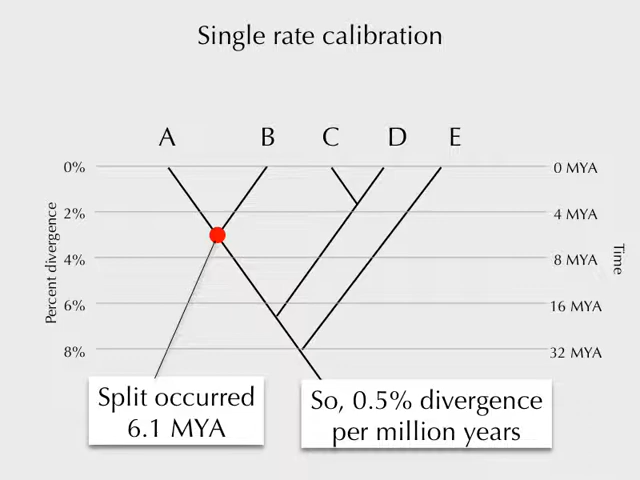 Single rate calibration
A B C D E
0% 0 MYA
2% 4 MYA
Percent divergence
Time
4% 8 MYA
6% 16 MYA
8% 32 MYA
Split occurred
6.1 MYA
So, 0.5% divergence
per million years